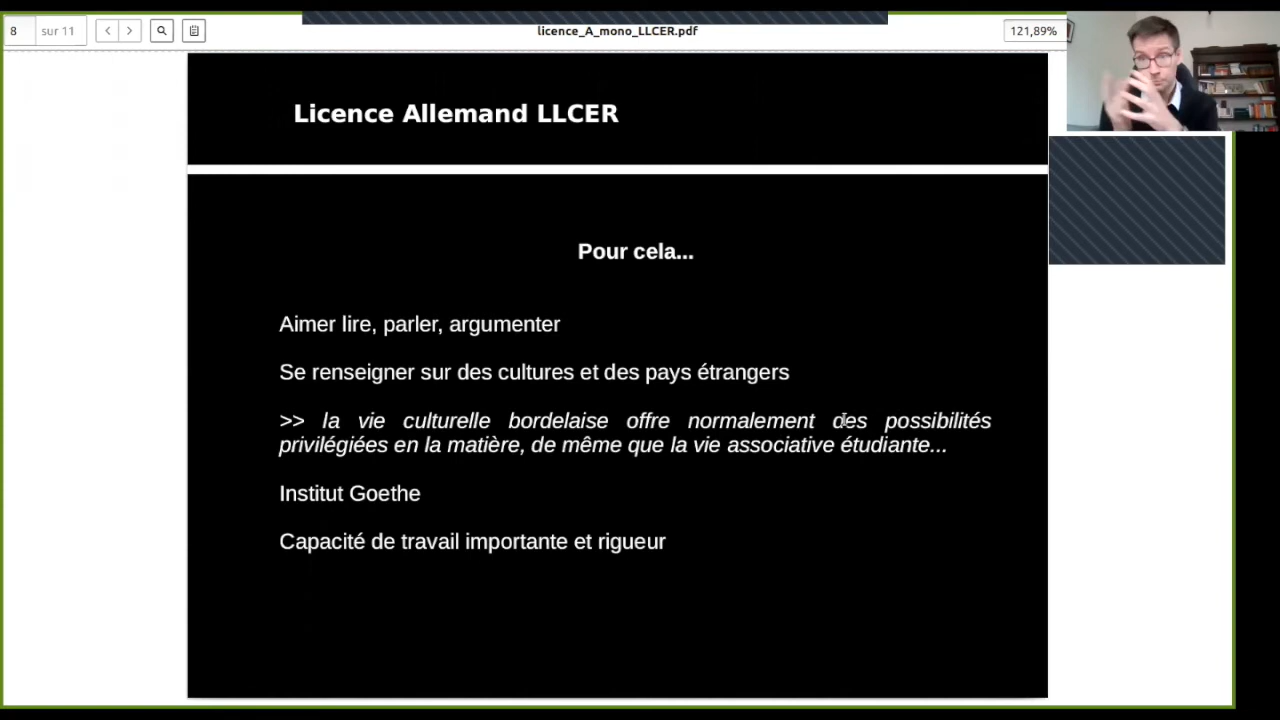 8 sur 11
licence_A_mono_LLCER.pdf
121,89%
Licence Allemand LLCER
Pour cela...
Aimer lire, parler, argumenter
Se renseigner sur des cultures et des pays étrangers
>> la vie culturelle bordelaise offre normalement des possibilités
privilégiées en la matière, de même que la vie associative étudiante...
Institut Goethe
Capacité de travail importante et rigueur